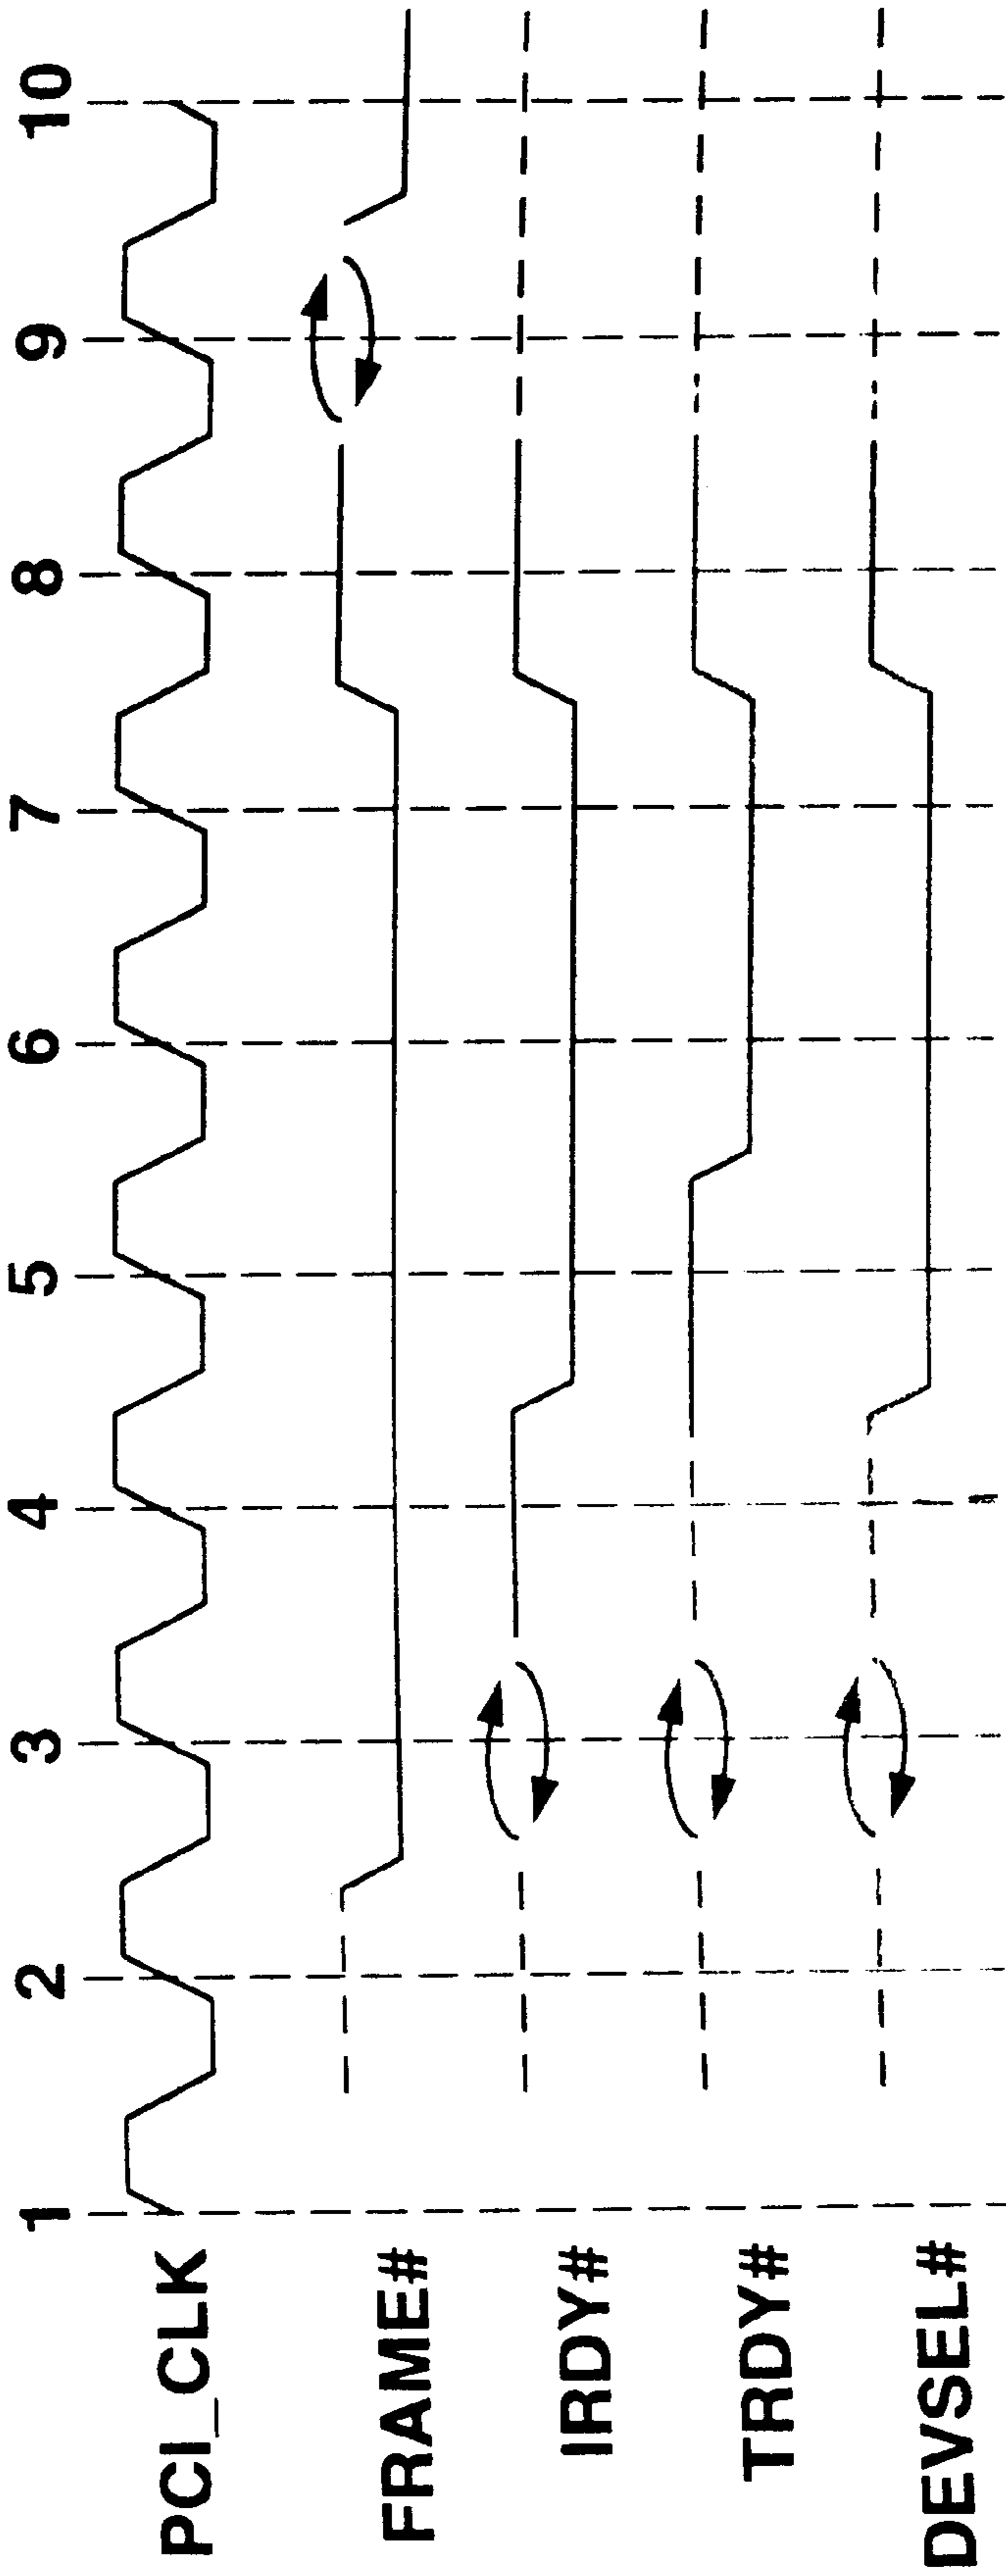 1 2 3 4 5 6 7 8 9 10
PCI_CLK
FRAME#
IRDY#
TRDY#
DEVSEL#